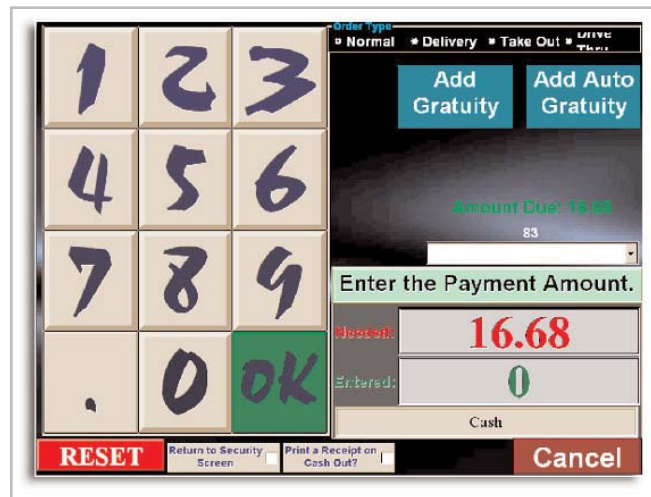 Order Type
Normal Delivery Take Out Drive Thru
1 2 3
Add Gratuity
Add Auto Gratuity
4 5 6
Amount Due: 16.68
83
7 8 9
Enter the Payment Amount.
Needed: 16.68
. 0 OK
Entered: 0
Cash
RESET
Return to Security Screen
Print a Receipt on Cash Out?
Cancel